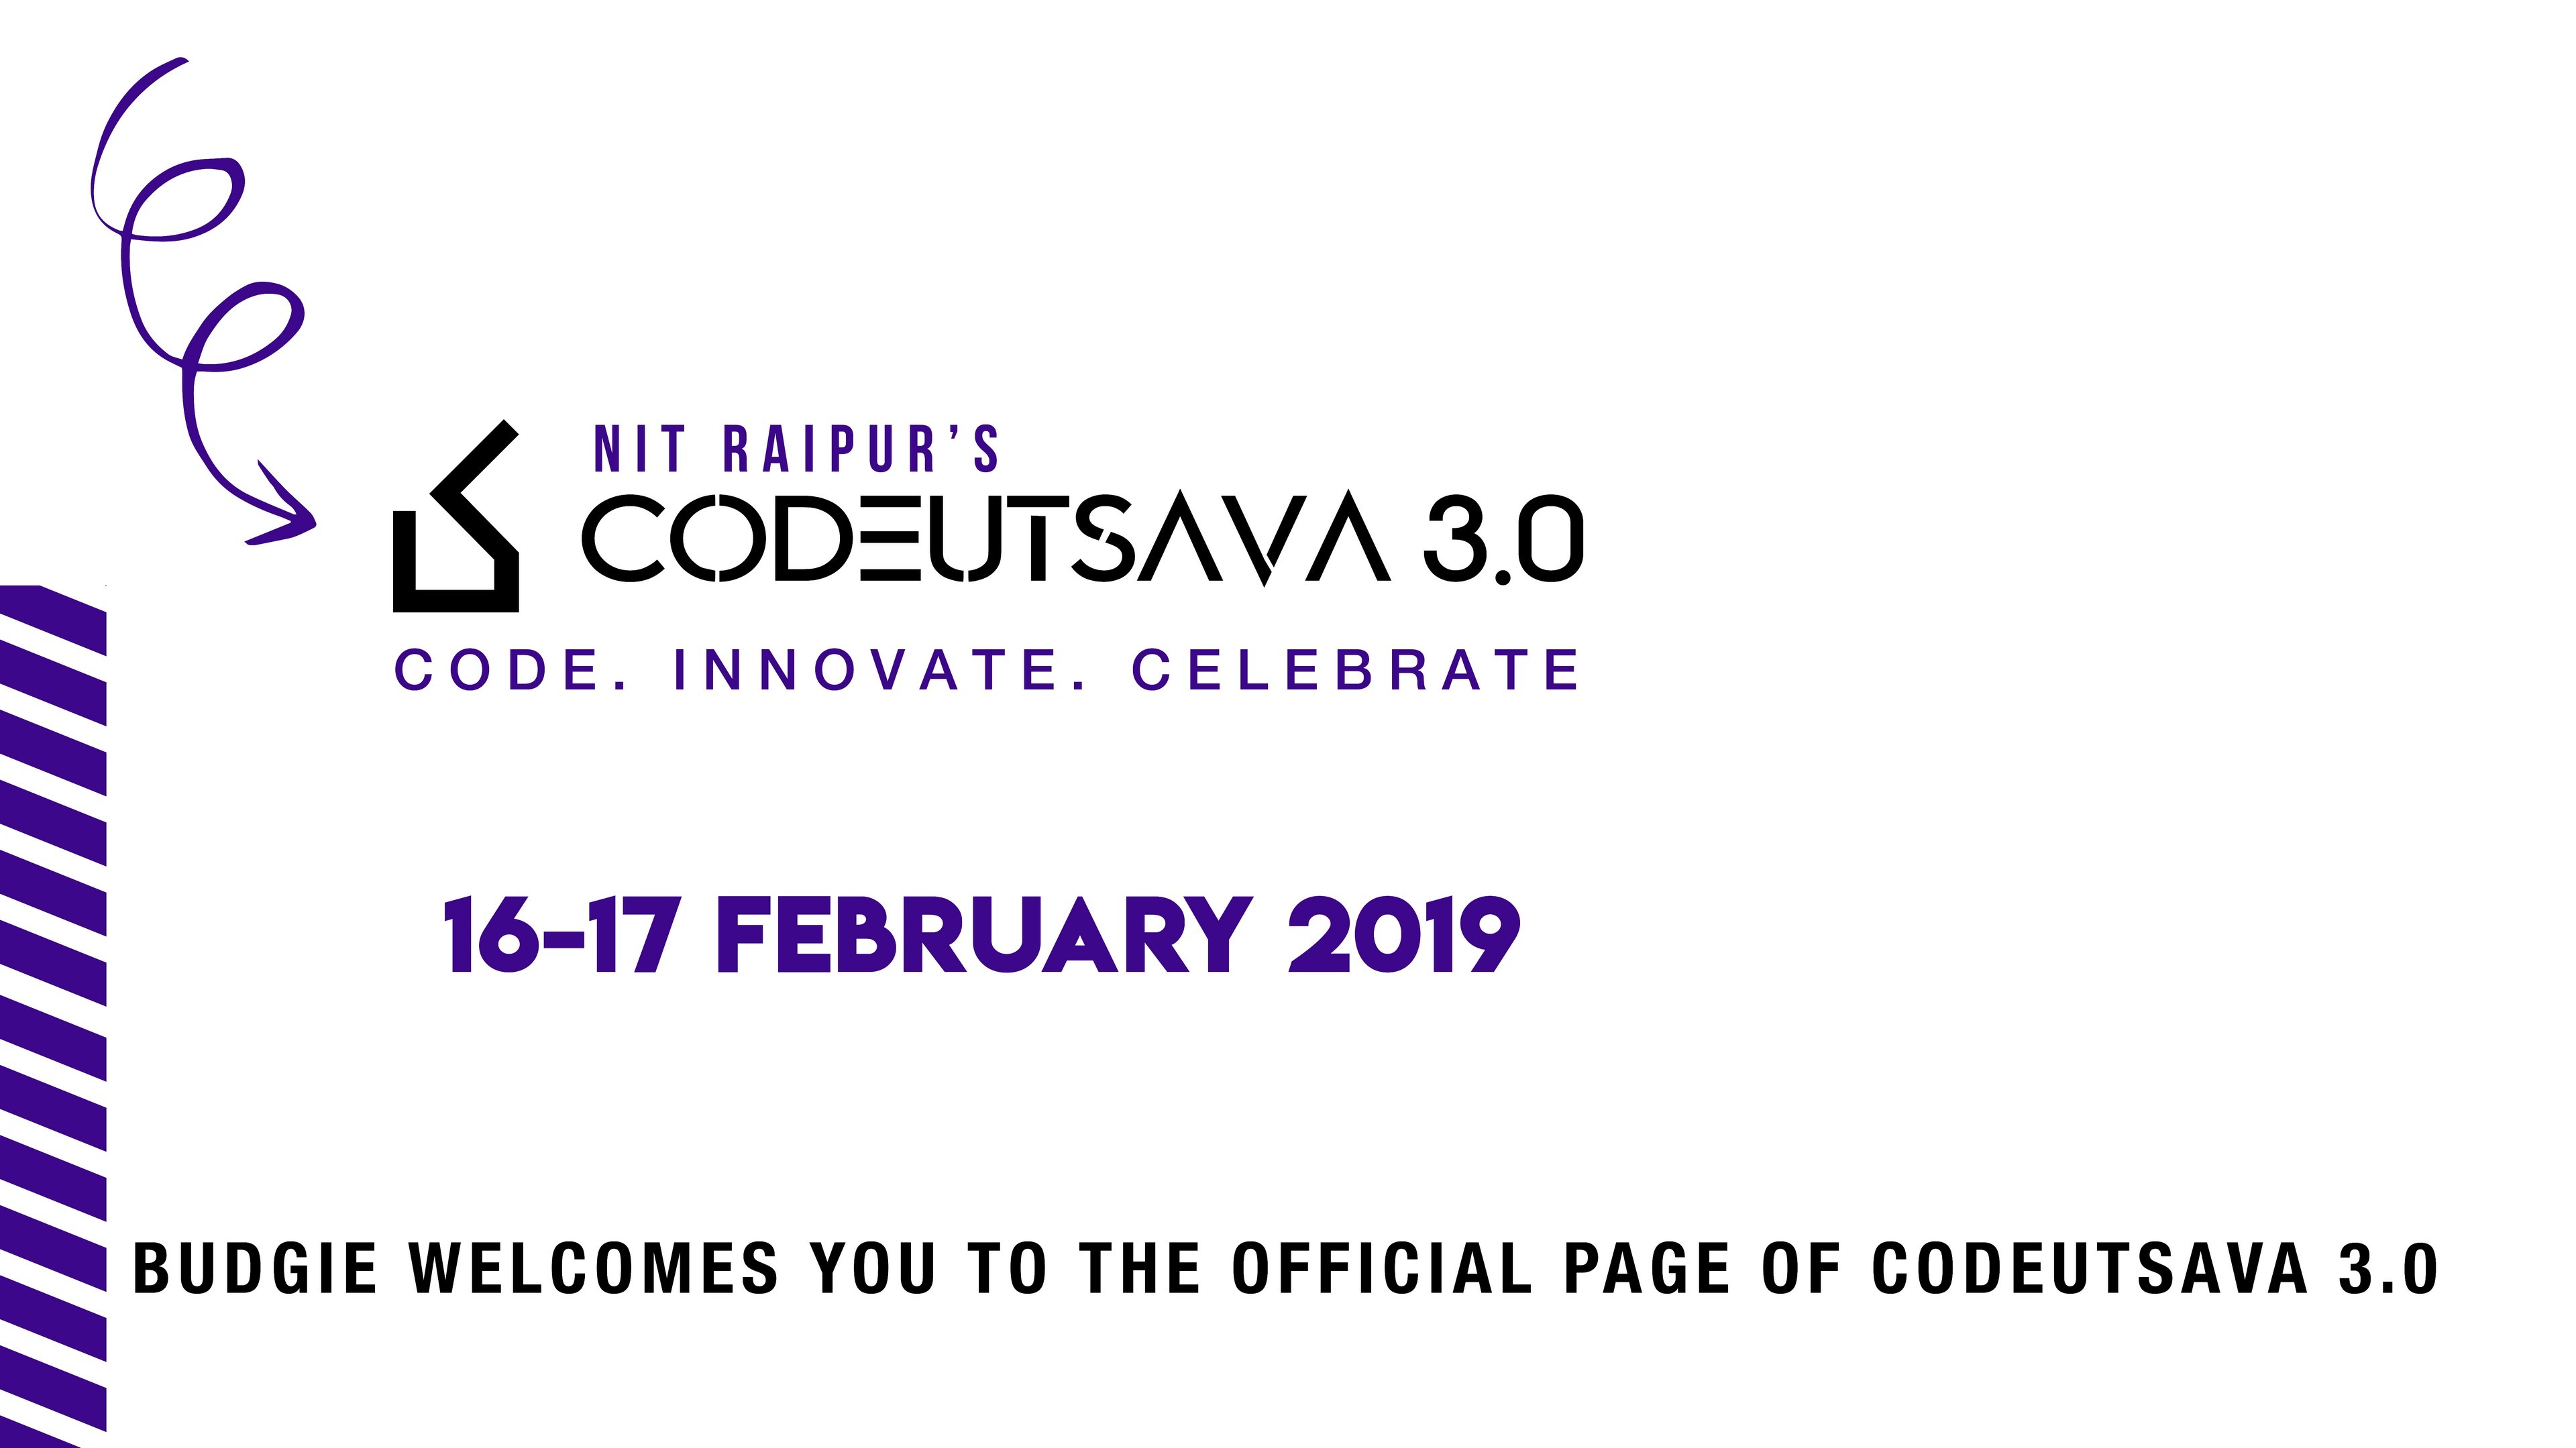 NIT RAIPUR’S
CODEUTSAVA 3.0
CODE. INNOVATE. CELEBRATE
16–17 FEBRUARY 2019
BUDGIE WELCOMES YOU TO THE OFFICIAL PAGE OF CODEUTSAVA 3.0